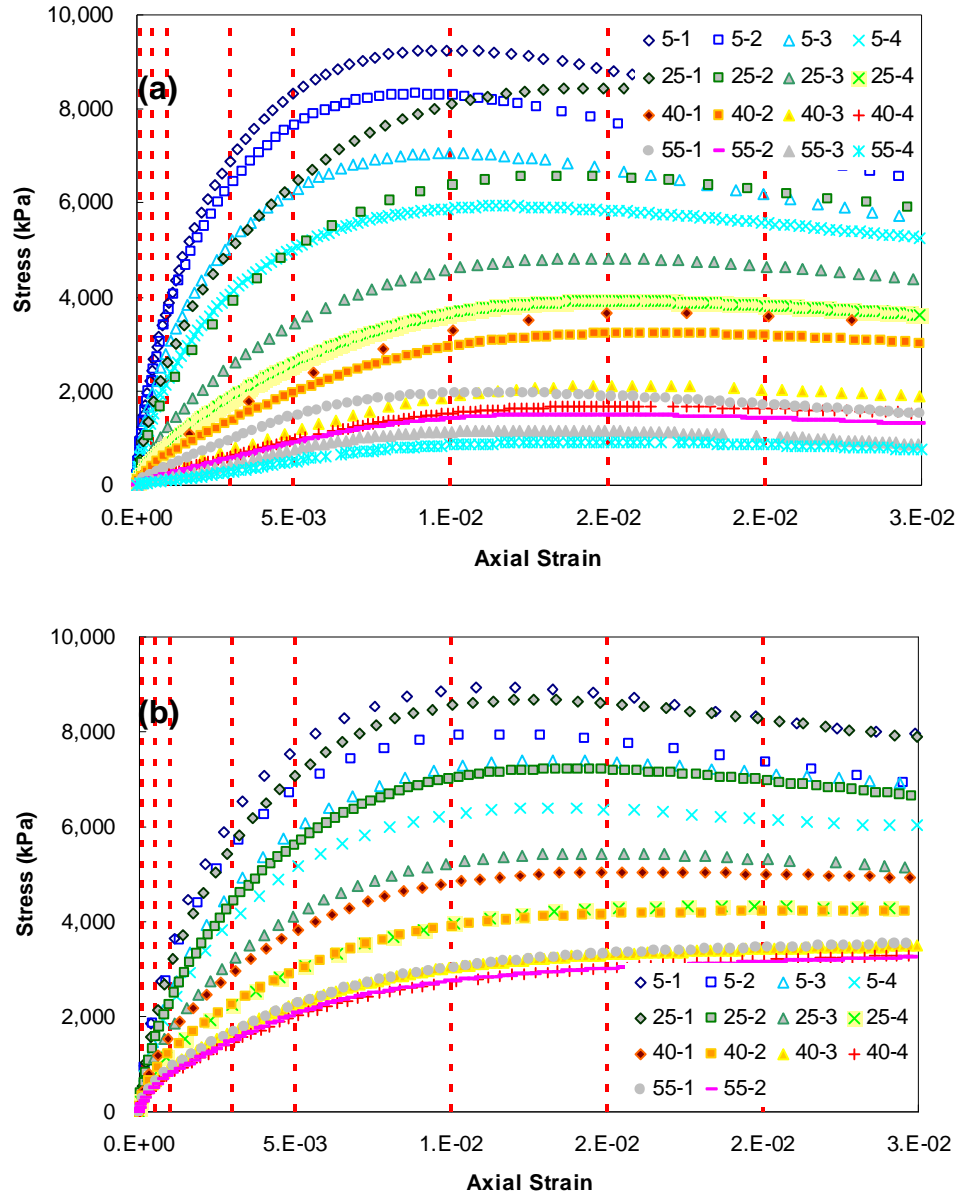 10,000
8,000
6,000
4,000
2,000
0
Stress (kPa)
(a)
5-1 5-2 5-3 5-4
25-1 25-2 25-3 25-4
40-1 40-2 40-3 40-4
55-1 55-2 55-3 55-4
0.E+00 5.E-03 1.E-02 2.E-02 2.E-02 3.E-02
Axial Strain
10,000
8,000
6,000
4,000
2,000
0
Stress (kPa)
(b)
5-1 5-2 5-3 5-4
25-1 25-2 25-3 25-4
40-1 40-2 40-3 40-4
55-1 55-2
0.E+00 5.E-03 1.E-02 2.E-02 2.E-02 3.E-02
Axial Strain